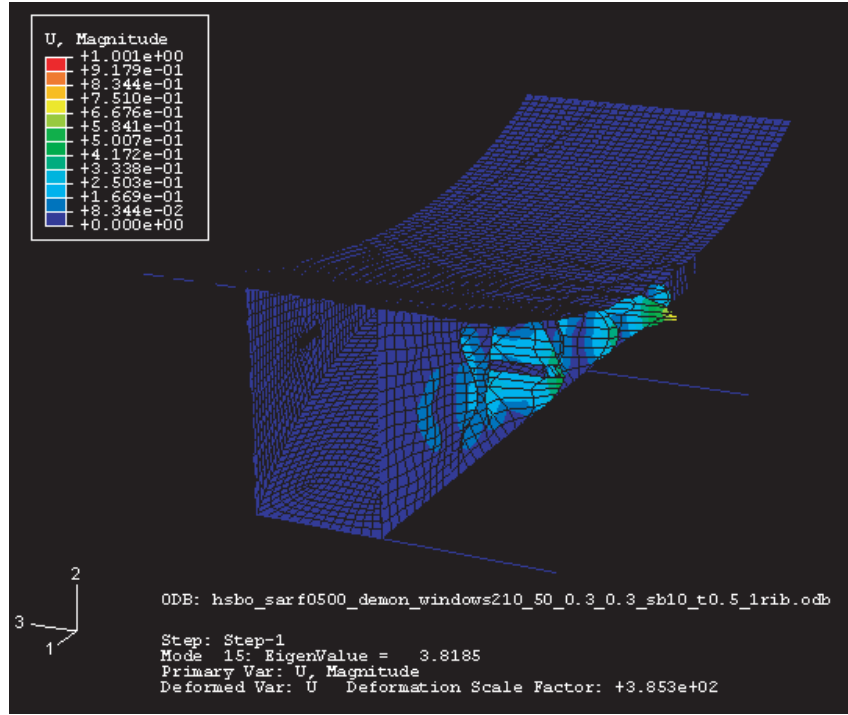 U, Magnitude
+1.001e+00
+9.179e-01
+8.344e-01
+7.510e-01
+6.676e-01
+5.841e-01
+5.007e-01
+4.172e-01
+3.338e-01
+2.503e-01
+1.669e-01
+8.344e-02
+0.000e+00
2
3
1
ODB: hsbo_sarf0500_demon_windows210_50_0.3_0.3_sb10_t0.5_1rib.odb
Step: Step-1
Mode 15: EigenValue = 3.8185
Primary Var: U, Magnitude
Deformed Var: U Deformation Scale Factor: +3.853e+02